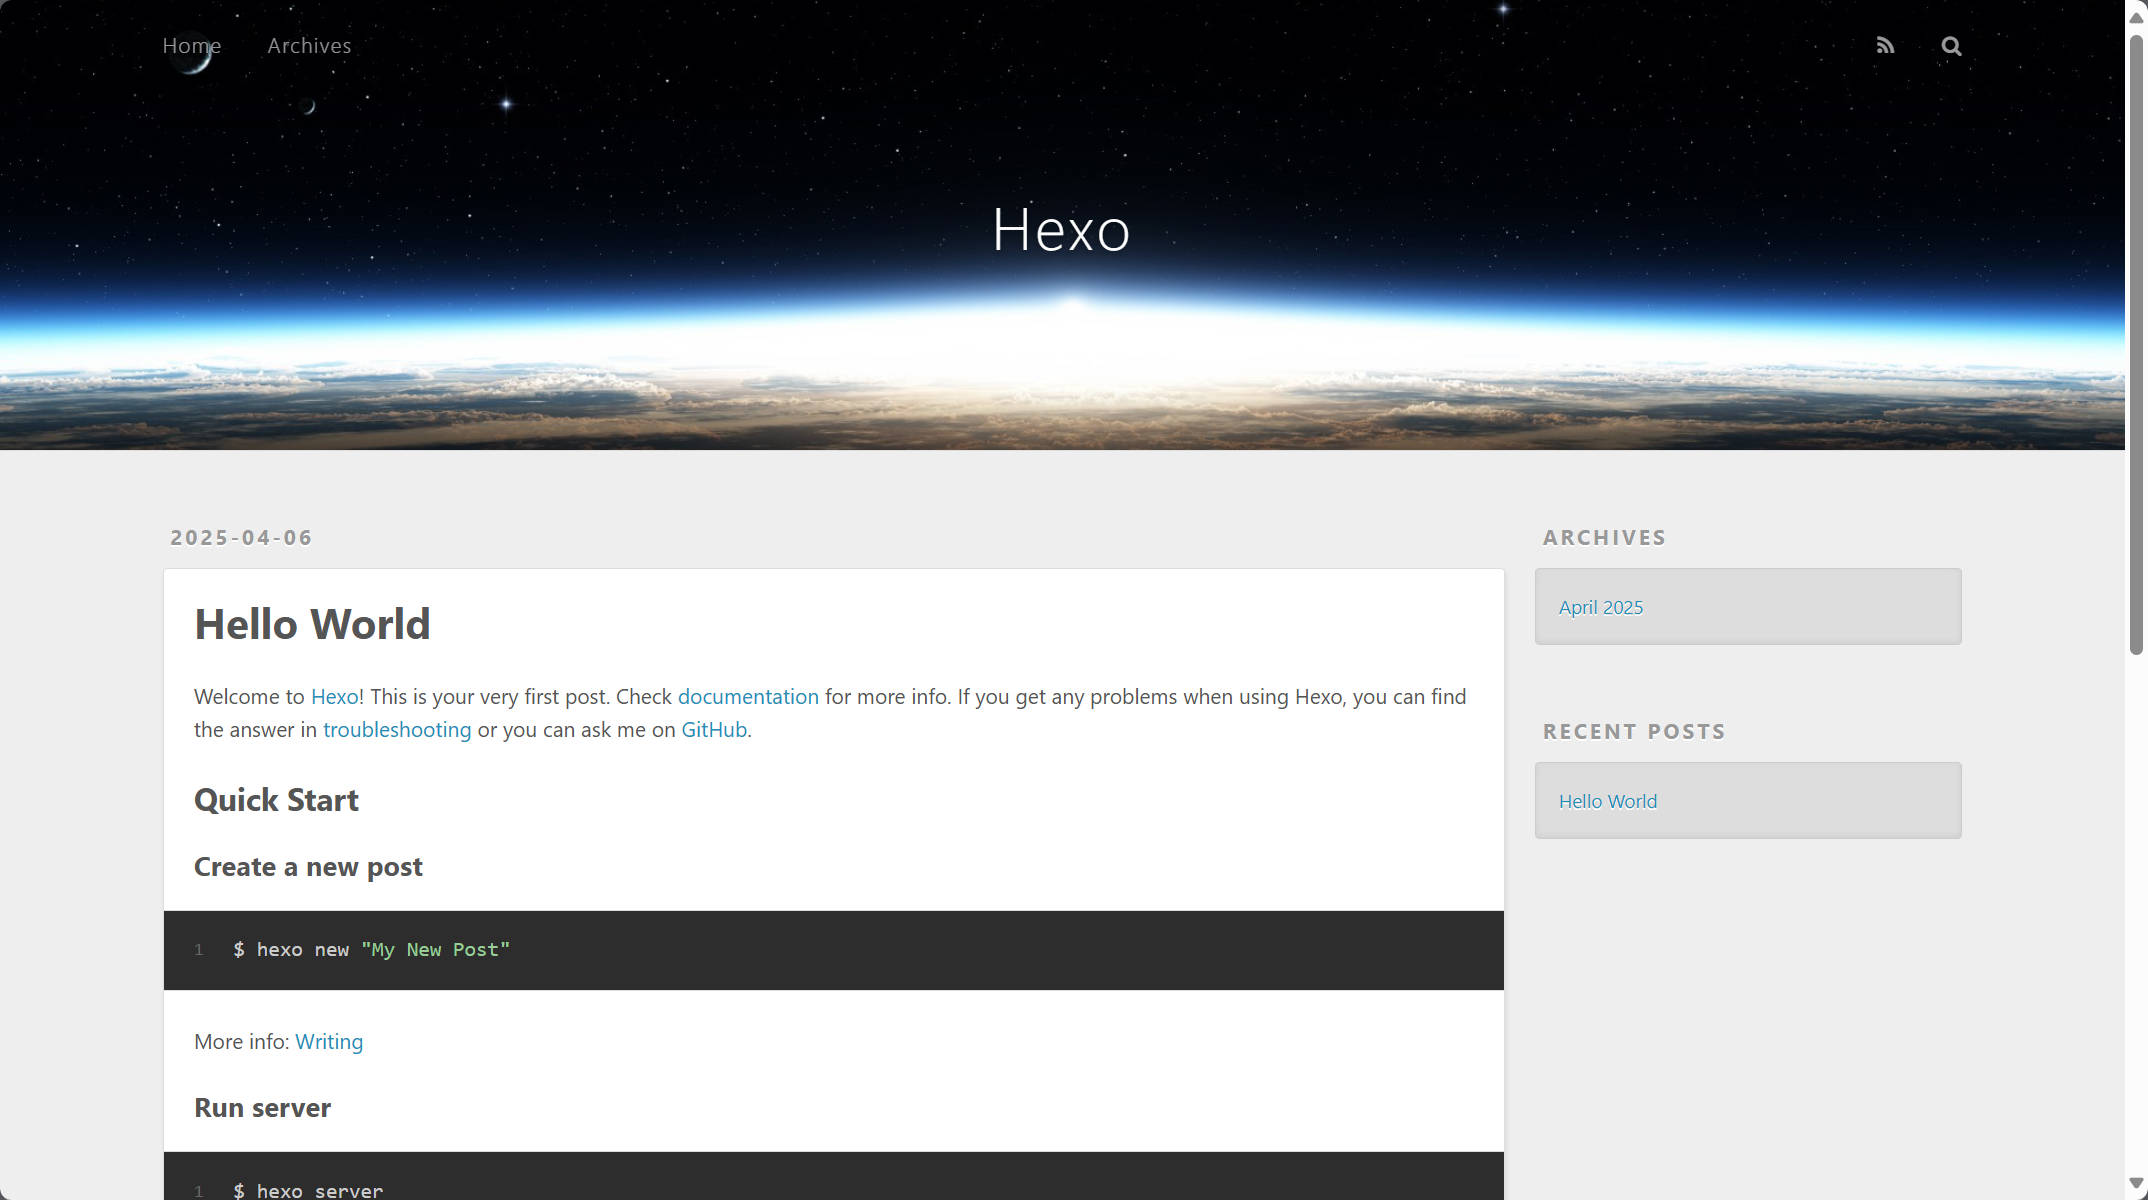 Home Archives
Hexo
2025-04-06
Hello World
Welcome to Hexo! This is your very first post. Check documentation for more info. If you get any problems when using Hexo, you can find
the answer in troubleshooting or you can ask me on GitHub.
Quick Start
Create a new post
1 $ hexo new "My New Post"
More info: Writing
Run server
1 $ hexo server
ARCHIVES
April 2025
RECENT POSTS
Hello World